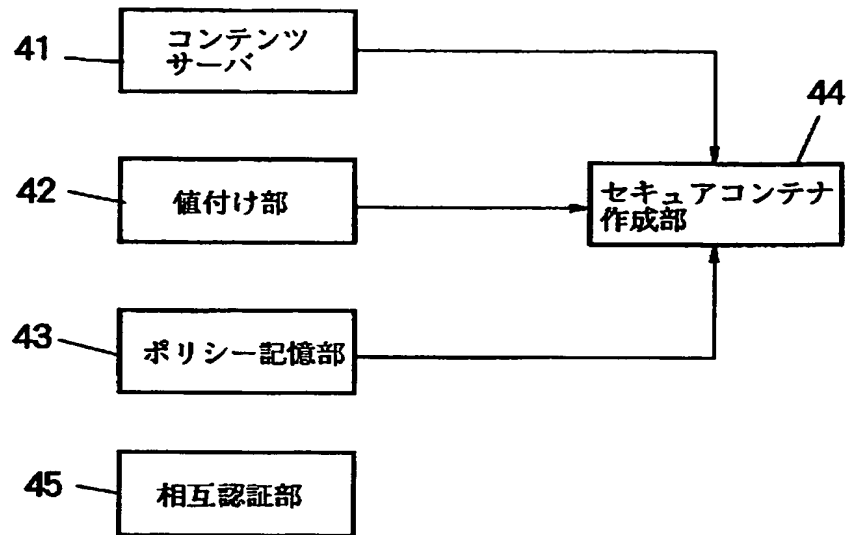 41
コンテンツ
サーバ
44
42
値付け部
セキュアコンテナ
作成部
43
ポリシー記憶部
45
相互認証部